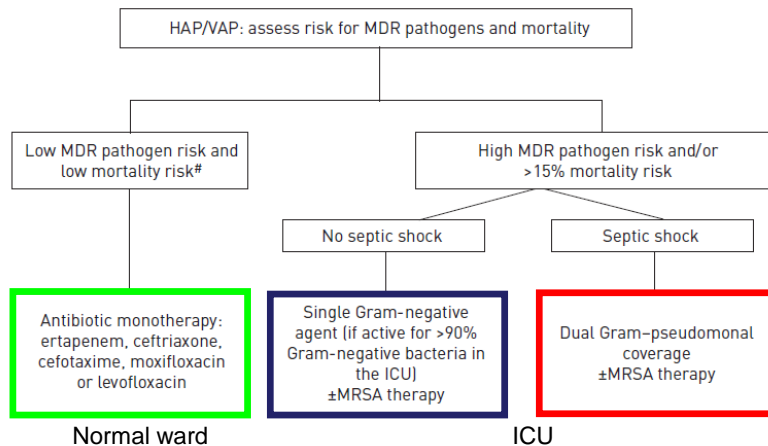 HAP/VAP: assess risk for MDR pathogens and mortality
Low MDR pathogen risk and
low mortality risk#
High MDR pathogen risk and/or
>15% mortality risk
No septic shock
Septic shock
Antibiotic monotherapy:
ertapenem, ceftriaxone,
cefotaxime, moxifloxacin
or levofloxacin
Single Gram-negative
agent (if active for >90%
Gram-negative bacteria in
the ICU)
±MRSA therapy
Dual Gram–pseudomonal
coverage
±MRSA therapy
Normal ward
ICU